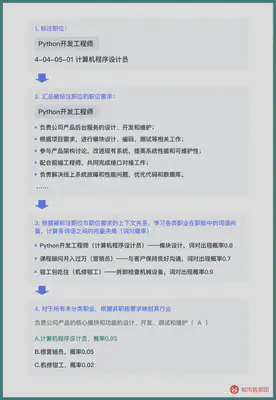 1. 标注职位：
Python开发工程师
4-04-05-01 计算机程序设计员
2. 汇总被标注职位的职位需求：
Python开发工程师
• 负责公司产品后台服务的设计、开发和维护；
• 根据项目需求，进行模块设计、编码、测试等相关工作；
• 参与产品架构讨论，改进现有系统，提高系统性能和可维护性；
• 配合前端工程师，共同完成接口对接工作；
• 负责解决线上系统故障和性能问题，优化代码和数据库。
……
3. 根据被标注职位与职位要求的上下文关系，学习各类职业在职能中的词语向
量，计算各词语之间的向量夹角（词对概率）
• Python开发工程师（计算机程序设计员）——模块设计，词对出现概率0.8
• 课程顾问月入过万（营销员）——与客户保持良好沟通，词对出现概率0.7
• 钳工包吃住（机修钳工）——拆卸检查机械设备，词对出现概率0.9
4. 对于所有未分类职业，依据其职能要求映射其行业
负责公司产品的核心模块和功能的设计、开发、调试和维护（ A ）
A.计算机程序设计员，概率0.93
B.做营销员，概率0.05
C.机修钳工，概率0.02
城市数据团